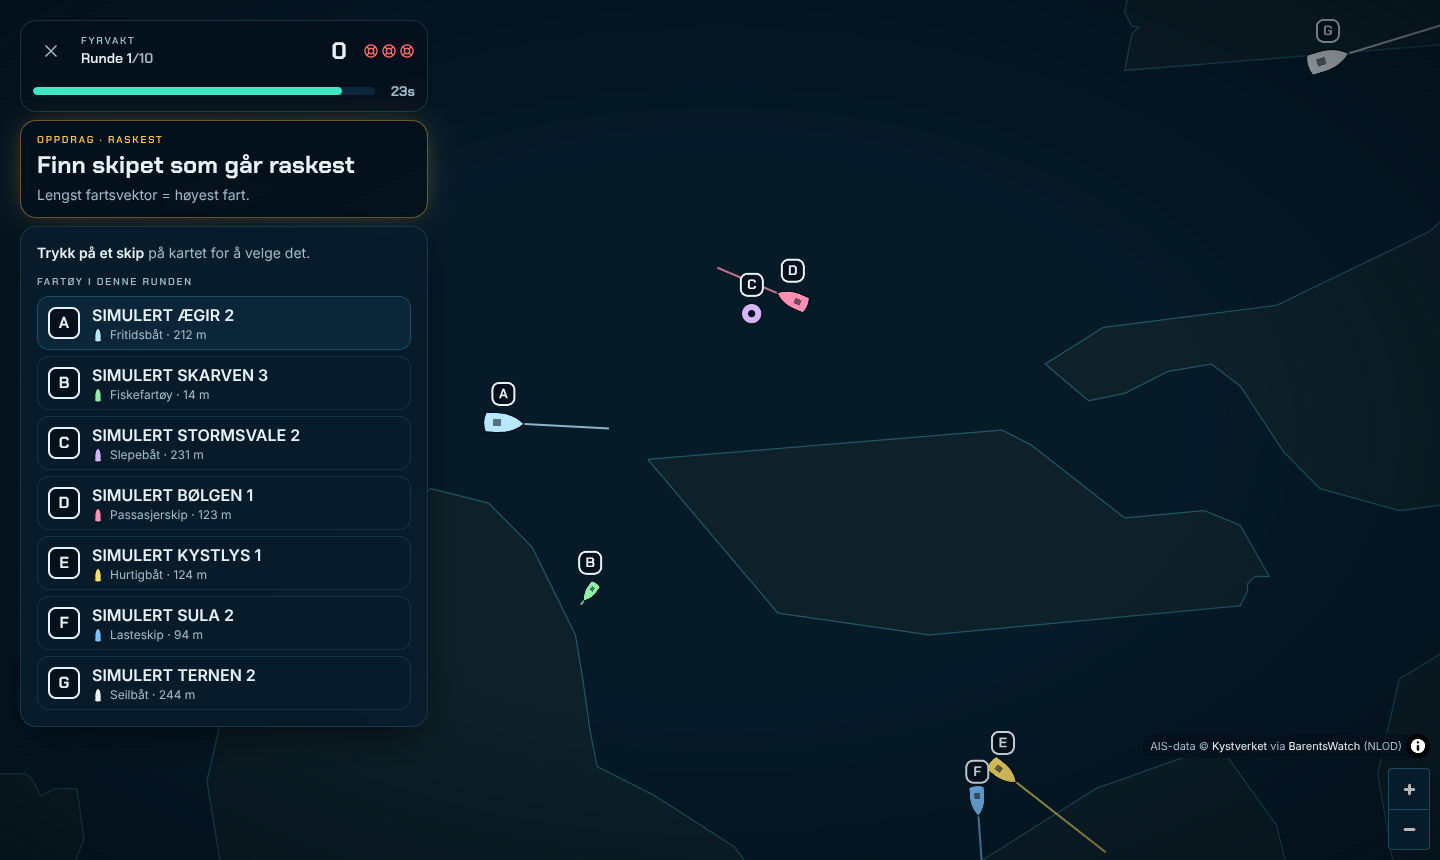 FYRVAKT
Runde 1/10
0
23s
OPPDRAG · RASKEST
Finn skipet som går raskest
Lengst fartsvektor = høyest fart.
Trykk på et skip på kartet for å velge det.
FARTØY I DENNE RUNDEN
A
SIMULERT ÆGIR 2
Fritidsbåt · 212 m
B
SIMULERT SKARVEN 3
Fiskefartøy · 14 m
C
SIMULERT STORMSVALE 2
Slepebåt · 231 m
D
SIMULERT BØLGEN 1
Passasjerskip · 123 m
E
SIMULERT KYSTLYS 1
Hurtigbåt · 124 m
F
SIMULERT SULA 2
Lasteskip · 94 m
G
SIMULERT TERNEN 2
Seilbåt · 244 m
G
D
C
A
B
E
F
AIS-data © Kystverket via BarentsWatch (NLOD)
+
−